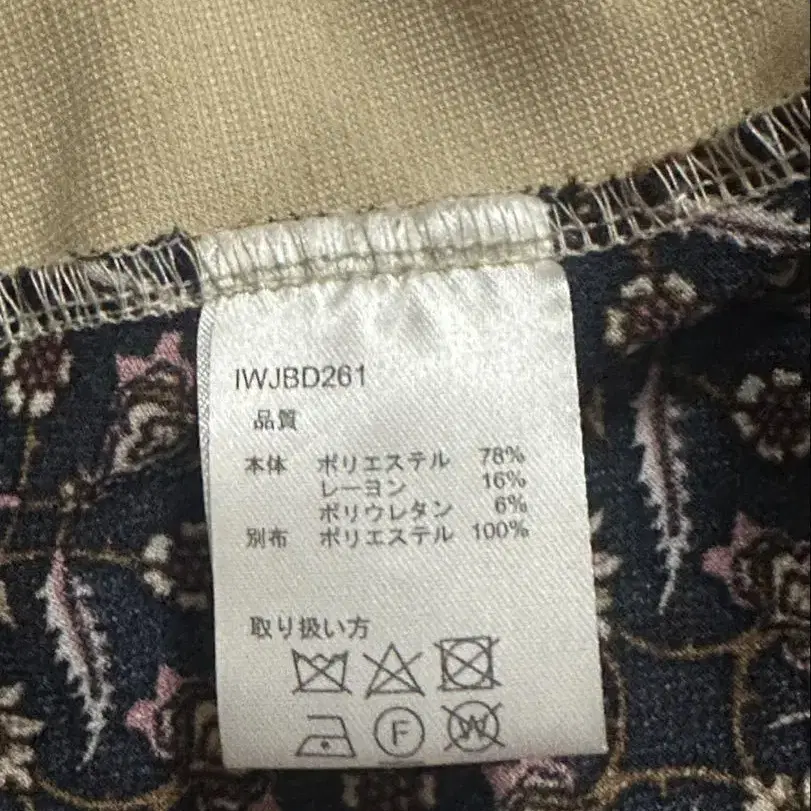 IWJBD261
品質
本体 ポリエステル 78%
レーヨン 16%
ポリウレタン 6%
別布 ポリエステル 100%
取り扱い方
F W